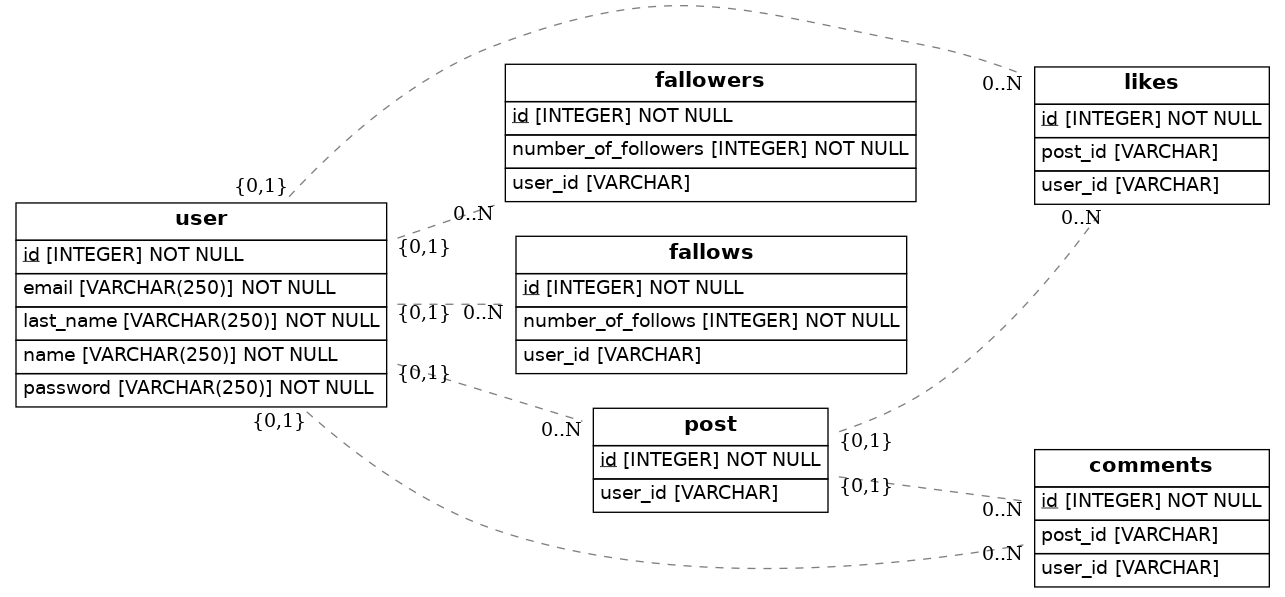 0..N
likes
id [INTEGER] NOT NULL
post_id [VARCHAR]
user_id [VARCHAR]
0..N
fallowers
id [INTEGER] NOT NULL
number_of_followers [INTEGER] NOT NULL
user_id [VARCHAR]
{0,1}
user
id [INTEGER] NOT NULL
email [VARCHAR(250)] NOT NULL
last_name [VARCHAR(250)] NOT NULL
name [VARCHAR(250)] NOT NULL
password [VARCHAR(250)] NOT NULL
{0,1}
0..N
{0,1}
{0,1}
0..N
{0,1}
0..N
fallows
id [INTEGER] NOT NULL
number_of_follows [INTEGER] NOT NULL
user_id [VARCHAR]
post
id [INTEGER] NOT NULL
user_id [VARCHAR]
{0,1}
{0,1}
0..N
0..N
comments
id [INTEGER] NOT NULL
post_id [VARCHAR]
user_id [VARCHAR]